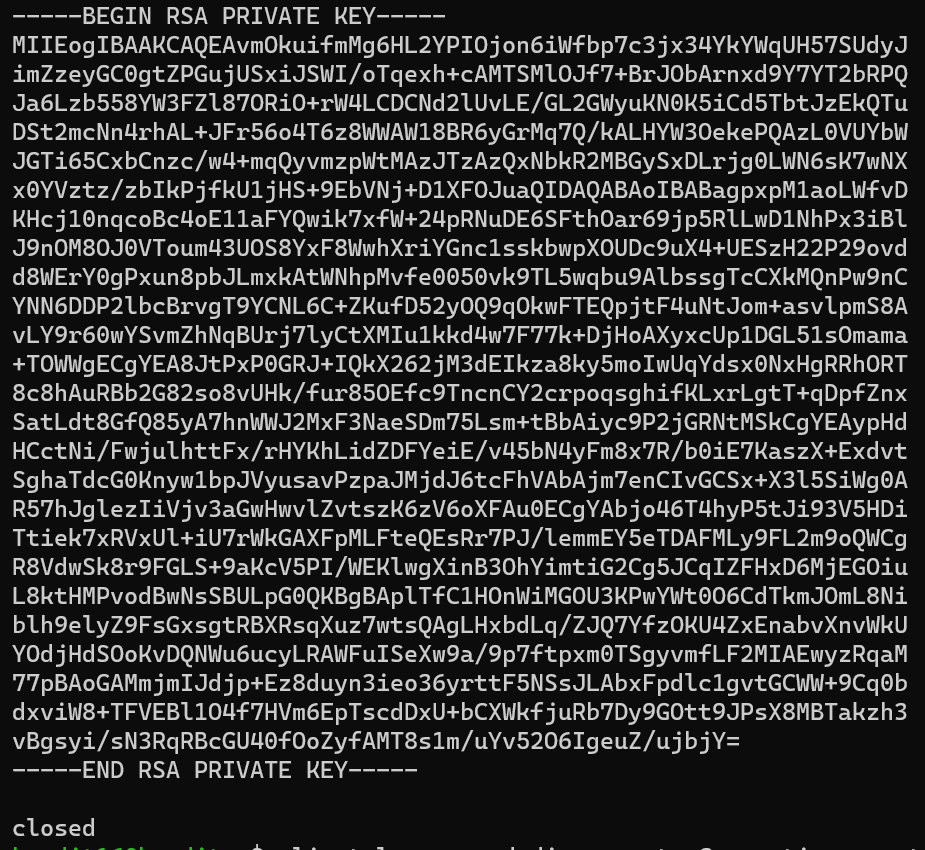 -----BEGIN RSA PRIVATE KEY-----
MIIEogIBAAKCAQEAvmOkuifmMg6HL2YPIOjon6iWfbp7c3jx34YkYWqUH57SUdyJ
imZzeyGC0gtZPGujUSxiJSWI/oTqexh+cAMTSMlOJf7+BrJObArnxd9Y7YT2bRPQ
Ja6Lzb558YW3FZl87ORiO+rW4LCDCNd2lUvLE/GL2GWyuKN0K5iCd5TbtJzEkQTu
DSt2mcNn4rhAL+JFr56o4T6z8WWAW18BR6yGrMq7Q/kALHYW3OekePQAzL0VUYbW
JGTi65CxbCnzc/w4+mqQyvmzpWtMAzJTzAzQxNbkR2MBGySxDLrjg0LWN6sK7wNX
x0YVztz/zbIkPjfkU1jHS+9EbVNj+D1XFOJuaQIDAQABAoIBABagpxpM1aoLWfvD
KHcj10nqcoBc4oE11aFYQwik7xfW+24pRNuDE6SFthOar69jp5RlLwD1NhPx3iBl
J9nOM8OJ0VToum43UOS8YxF8WwhXriYGnc1sskbwpXOUDc9uX4+UESzH22P29ovd
d8WErY0gPxun8pbJLmxkAtWNhpMvfe0050vk9TL5wqbu9AlbssgTcCXkMQnPw9nC
YNN6DDP2lbcBrvgT9YCNL6C+ZKufD52yOQ9qOkwFTEQpjtF4uNtJom+asvlpmS8A
vLY9r60wYSvmZhNqBUrj7lyCtXMIu1kkd4w7F77k+DjHoAXyxcUp1DGL51sOmama
+TOWWgECgYEA8JtPxP0GRJ+IQkX262jM3dEIkza8ky5moIwUqYdsx0NxHgRRhORT
8c8hAuRBb2G82so8vUHk/fur85OEfc9TncnCY2crpoqsghifKLxrLgtT+qDpfZnx
SatLdt8GfQ85yA7hnWWJ2MxF3NaeSDm75Lsm+tBbAiyc9P2jGRNtMSkCgYEAypHd
HCctNi/FwjulhttFx/rHYKhLidZDFYeiE/v45bN4yFm8x7R/b0iE7KaszX+Exdvt
SghaTdcG0Knyw1bpJVyusavPzpaJMjdJ6tcFhVAbAjm7enCIvGCSx+X3l5SiWg0A
R57hJglezIiVjv3aGwHwvlZvtszK6zV6oXFAu0ECgYAbjo46T4hyP5tJi93V5HDi
Ttiek7xRVxUl+iU7rWkGAXFpMLFteQEsRr7PJ/lemmEY5eTDAFMLy9FL2m9oQWCg
R8VdwSk8r9FGLS+9aKcV5PI/WEKlwgXinB3OhYimtiG2Cg5JCqIZFHxD6MjEGOiu
L8ktHMPvodBwNsSBULpG0QKBgBAplTfC1HOnWiMGOU3KPwYWt0O6CdTkmJOmL8Ni
blh9elyZ9FsGxsgtRBXRsqXuz7wtsQAgLHxbdLq/ZJQ7YfzOKU4ZxEnabvXnvWkU
YOdjHdSOoKvDQNWu6ucyLRAWFuISeXw9a/9p7ftpxm0TSgyvmfLF2MIAEwyzRqaM
77pBAoGAMmjmIJdjp+Ez8duyn3ieo36yrttF5NSsJLAbxFpdlc1gvtGCWW+9Cq0b
dxviW8+TFVEBl1O4f7HVm6EpTscdDxU+bCXWkfjuRb7Dy9GOtt9JPsX8MBTakzh3
vBgsyi/sN3RqRBcGU40fOoZyfAMT8s1m/uYv52O6IgeuZ/ujbjY=
-----END RSA PRIVATE KEY-----
closed